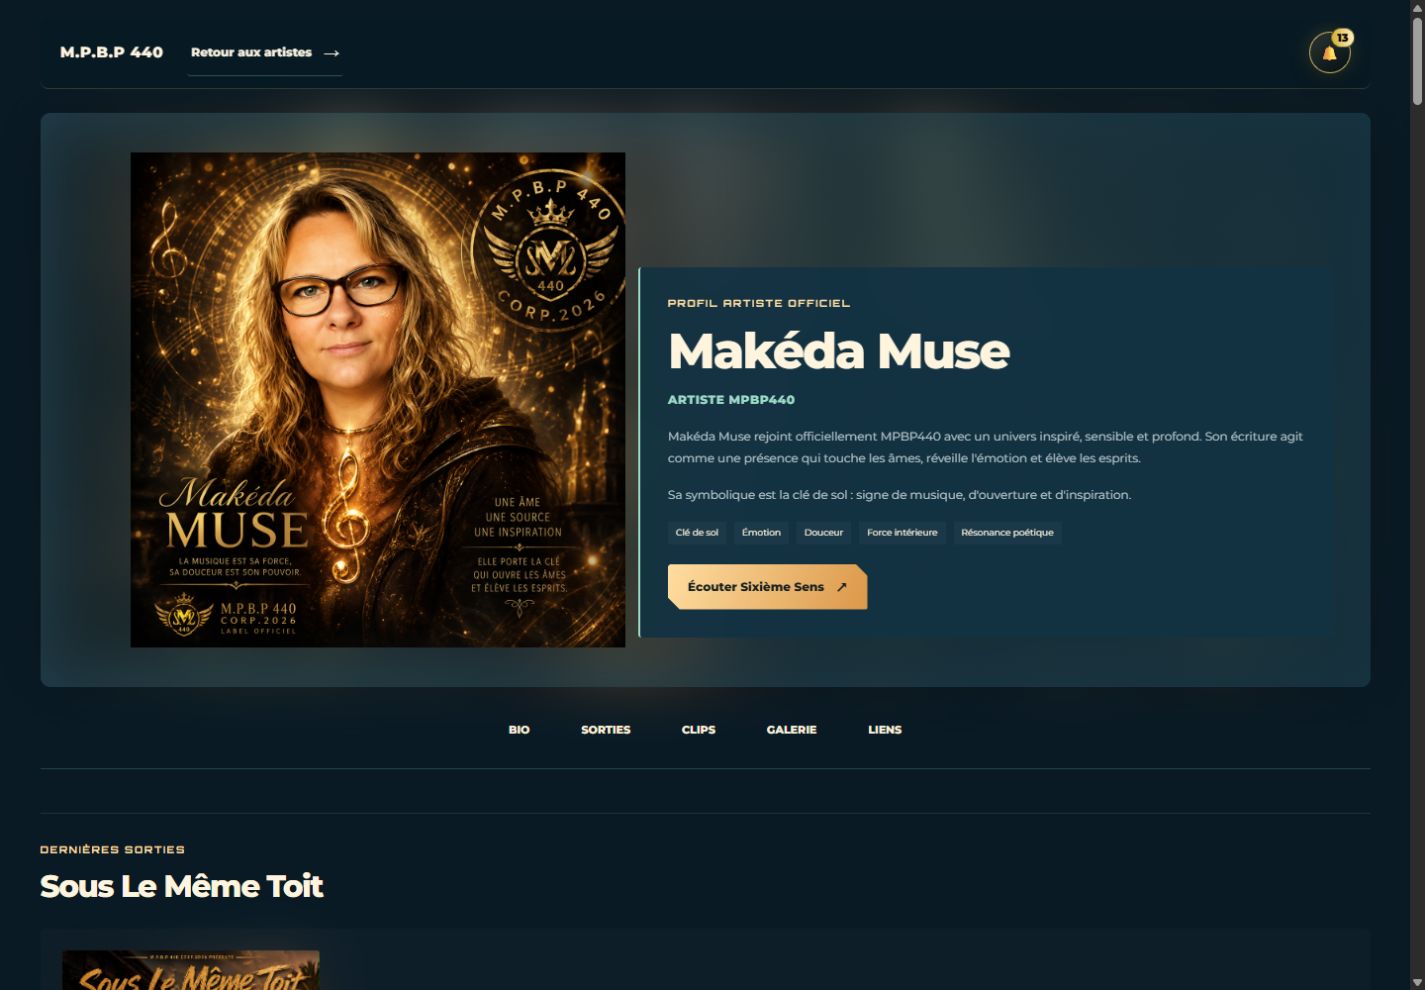 M.P.B.P 440
Retour aux artistes →
13
M.P.B.P 440
440
CORP.2026
Makéda
MUSE
LA MUSIQUE EST SA FORCE,
SA DOUCEUR EST SON POUVOIR.
M.P.B.P 440
CORP.2026
LABEL OFFICIEL
440
UNE ÂME
UNE SOURCE
UNE INSPIRATION
ELLE PORTE LA CLÉ
QUI OUVRE LES ÂMES
ET ÉLÈVE LES ESPRITS.
PROFIL ARTISTE OFFICIEL
Makéda Muse
ARTISTE MPBP440
Makéda Muse rejoint officiellement MPBP440 avec un univers inspiré, sensible et profond. Son écriture agit
comme une présence qui touche les âmes, réveille l'émotion et élève les esprits.
Sa symbolique est la clé de sol : signe de musique, d'ouverture et d'inspiration.
Clé de sol Émotion Douceur Force intérieure Résonance poétique
Écouter Sixième Sens ↗
BIO SORTIES CLIPS GALERIE LIENS
DERNIÈRES SORTIES
Sous Le Même Toit
Sous Le Même Toit